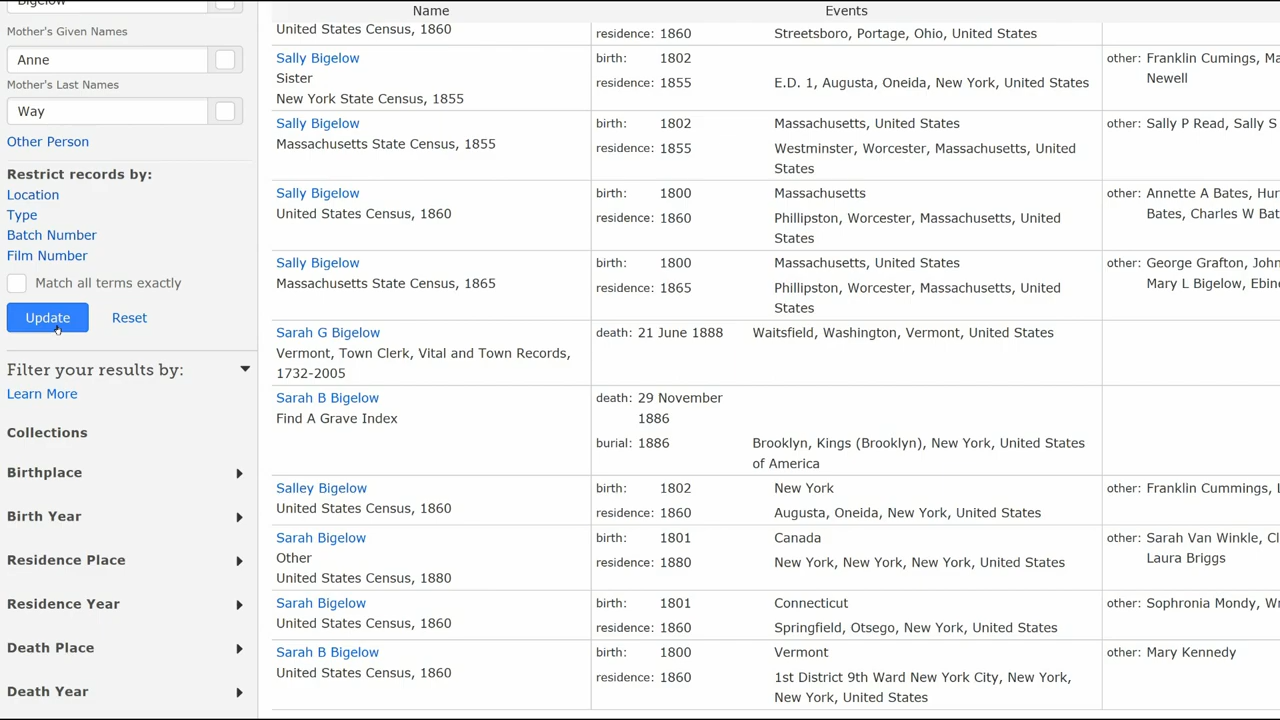 Bigelow
Mother's Given Names
Anne
Mother's Last Names
Way
Other Person
Restrict records by:
Location
Type
Batch Number
Film Number
Match all terms exactly
Update Reset
Filter your results by:
Learn More
Collections
Birthplace
Birth Year
Residence Place
Residence Year
Death Place
Death Year
Name Events
United States Census, 1860 residence: 1860 Streetsboro, Portage, Ohio, United States
Sally Bigelow birth: 1802 other: Franklin Cumings, Ma
Sister Newell
residence: 1855 E.D. 1, Augusta, Oneida, New York, United States
New York State Census, 1855
Sally Bigelow birth: 1802 Massachusetts, United States other: Sally P Read, Sally S
Massachusetts State Census, 1855 residence: 1855 Westminster, Worcester, Massachusetts, United
States
Sally Bigelow birth: 1800 Massachusetts other: Annette A Bates, Hur
United States Census, 1860 residence: 1860 Phillipston, Worcester, Massachusetts, United Bates, Charles W Bat
States
Sally Bigelow birth: 1800 Massachusetts, United States other: George Grafton, John
Massachusetts State Census, 1865 residence: 1865 Phillipston, Worcester, Massachusetts, United Mary L Bigelow, Ebine
States
Sarah G Bigelow death: 21 June 1888 Waitsfield, Washington, Vermont, United States
Vermont, Town Clerk, Vital and Town Records,
1732-2005
Sarah B Bigelow death: 29 November
Find A Grave Index 1886
burial: 1886 Brooklyn, Kings (Brooklyn), New York, United States
of America
Salley Bigelow birth: 1802 New York other: Franklin Cummings, L
United States Census, 1860 residence: 1860 Augusta, Oneida, New York, United States
Sarah Bigelow birth: 1801 Canada other: Sarah Van Winkle, Cl
Other residence: 1880 New York, New York, New York, United States Laura Briggs
United States Census, 1880
Sarah Bigelow birth: 1801 Connecticut other: Sophronia Mondy, Wr
United States Census, 1860 residence: 1860 Springfield, Otsego, New York, United States
Sarah B Bigelow birth: 1800 Vermont other: Mary Kennedy
United States Census, 1860 residence: 1860 1st District 9th Ward New York City, New York,
New York, United States